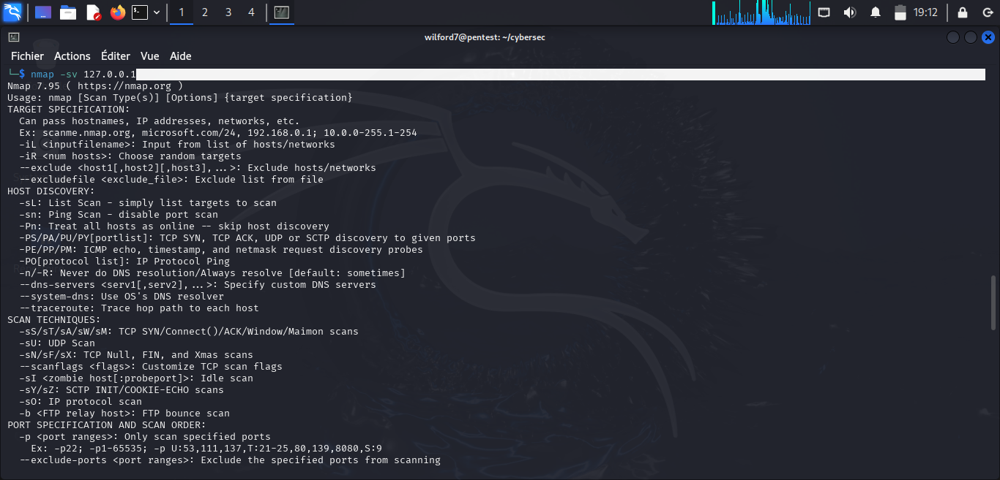 1 2 3 4 19:12
wilford7@pentest: ~/cybersec
Fichier Actions Éditer Vue Aide
└─$ nmap -sv 127.0.0.1
Nmap 7.95 ( https://nmap.org )
Usage: nmap [Scan Type(s)] [Options] {target specification}
TARGET SPECIFICATION:
  Can pass hostnames, IP addresses, networks, etc.
  Ex: scanme.nmap.org, microsoft.com/24, 192.168.0.1; 10.0.0-255.1-254
  -iL <inputfilename>: Input from list of hosts/networks
  -iR <num hosts>: Choose random targets
  --exclude <host1[,host2][,host3],...>: Exclude hosts/networks
  --excludefile <exclude_file>: Exclude list from file
HOST DISCOVERY:
  -sL: List Scan - simply list targets to scan
  -sn: Ping Scan - disable port scan
  -Pn: Treat all hosts as online -- skip host discovery
  -PS/PA/PU/PY[portlist]: TCP SYN, TCP ACK, UDP or SCTP discovery to given ports
  -PE/PP/PM: ICMP echo, timestamp, and netmask request discovery probes
  -PO[protocol list]: IP Protocol Ping
  -n/-R: Never do DNS resolution/Always resolve [default: sometimes]
  --dns-servers <serv1[,serv2],...>: Specify custom DNS servers
  --system-dns: Use OS's DNS resolver
  --traceroute: Trace hop path to each host
SCAN TECHNIQUES:
  -sS/sT/sA/sW/sM: TCP SYN/Connect()/ACK/Window/Maimon scans
  -sU: UDP Scan
  -sN/sF/sX: TCP Null, FIN, and Xmas scans
  --scanflags <flags>: Customize TCP scan flags
  -sI <zombie host[:probeport]>: Idle scan
  -sY/sZ: SCTP INIT/COOKIE-ECHO scans
  -sO: IP protocol scan
  -b <FTP relay host>: FTP bounce scan
PORT SPECIFICATION AND SCAN ORDER:
  -p <port ranges>: Only scan specified ports
    Ex: -p22; -p1-65535; -p U:53,111,137,T:21-25,80,139,8080,S:9
  --exclude-ports <port ranges>: Exclude the specified ports from scanning